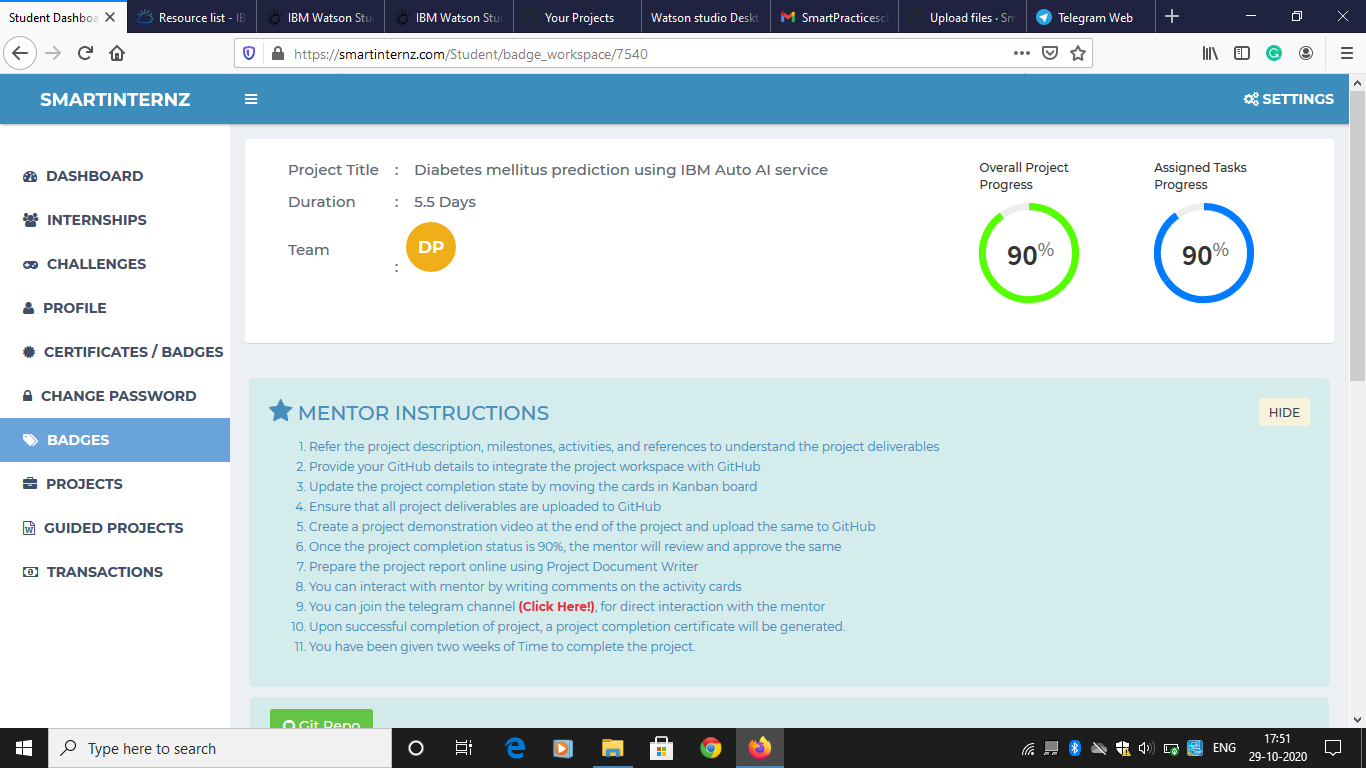 Student Dashboa
Resource list - IB
IBM Watson Stu
IBM Watson Stu
Your Projects
Watson studio Deskt
SmartPracticesch
Upload files · Sm
Telegram Web
https://smartinternz.com/Student/badge_workspace/7540
SMARTINTERNZ
SETTINGS
DASHBOARD
INTERNSHIPS
CHALLENGES
PROFILE
CERTIFICATES / BADGES
CHANGE PASSWORD
BADGES
PROJECTS
GUIDED PROJECTS
TRANSACTIONS
Project Title : Diabetes mellitus prediction using IBM Auto AI service
Duration : 5.5 Days
Team : DP
Overall Project
Progress
90%
Assigned Tasks
Progress
90%
MENTOR INSTRUCTIONS
HIDE
1. Refer the project description, milestones, activities, and references to understand the project deliverables
2. Provide your GitHub details to integrate the project workspace with GitHub
3. Update the project completion state by moving the cards in Kanban board
4. Ensure that all project deliverables are uploaded to GitHub
5. Create a project demonstration video at the end of the project and upload the same to GitHub
6. Once the project completion status is 90%, the mentor will review and approve the same
7. Prepare the project report online using Project Document Writer
8. You can interact with mentor by writing comments on the activity cards
9. You can join the telegram channel (Click Here!), for direct interaction with the mentor
10. Upon successful completion of project, a project completion certificate will be generated.
11. You have been given two weeks of Time to complete the project.
Git Repo
Type here to search
ENG
17:51
29-10-2020